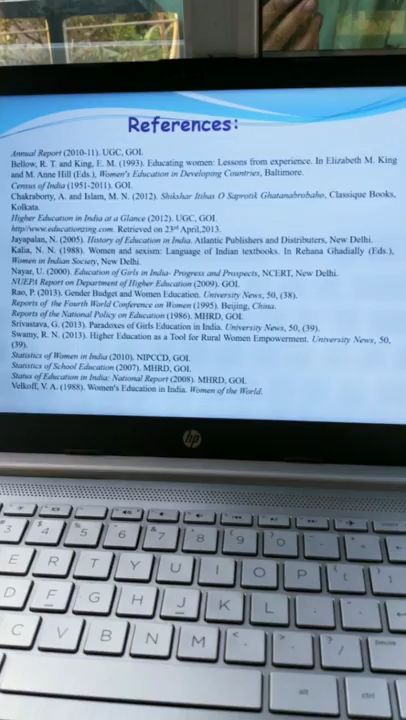 References:
Annual Report (2010-11). UGC, GOI.
Bellow, R. T. and King, E. M. (1993). Educating women: Lessons from experience. In Elizabeth M. King
and M. Anne Hill (Eds.), Women's Education in Developing Countries, Baltimore.
Census of India (1951-2011). GOI.
Chakraborty, A. and Islam, M. N. (2012). Shikshar Itihas O Saprotik Ghatanabrobaho, Classique Books,
Kolkata.
Higher Education in India at a Glance (2012). UGC, GOI.
http//www.educationzing.com. Retrieved on 23rd April,2013.
Jayapalan, N. (2005). History of Education in India. Atlantic Publishers and Distributers, New Delhi.
Kalia, N. N. (1988). Women and sexism: Language of Indian textbooks. In Rehana Ghadially (Eds.),
Women in Indian Society, New Delhi.
Nayar, U. (2000). Education of Girls in India- Progress and Prospects, NCERT, New Delhi.
NUEPA Report on Department of Higher Education (2009). GOI.
Rao, P. (2013). Gender Budget and Women Education. University News, 50, (38).
Reports of the Fourth World Conference on Women (1995). Beijing, China.
Reports of the National Policy on Education (1986). MHRD, GOI.
Srivastava, G. (2013). Paradoxes of Girls Education in India. University News, 50, (39).
Swamy, R. N. (2013). Higher Education as a Tool for Rural Women Empowerment. University News, 50,
(39).
Statistics of Women in India (2010). NIPCCD, GOI.
Statistics of School Education (2007). MHRD, GOI.
Status of Education in India: National Report (2008). MHRD, GOI.
Velkoff, V. A. (1988). Women's Education in India. Women of the World.
hp
3 4 5 6 7 8 9 0
E R T Y U I O P
D F G H J K L
C V B N M
alt ctrl